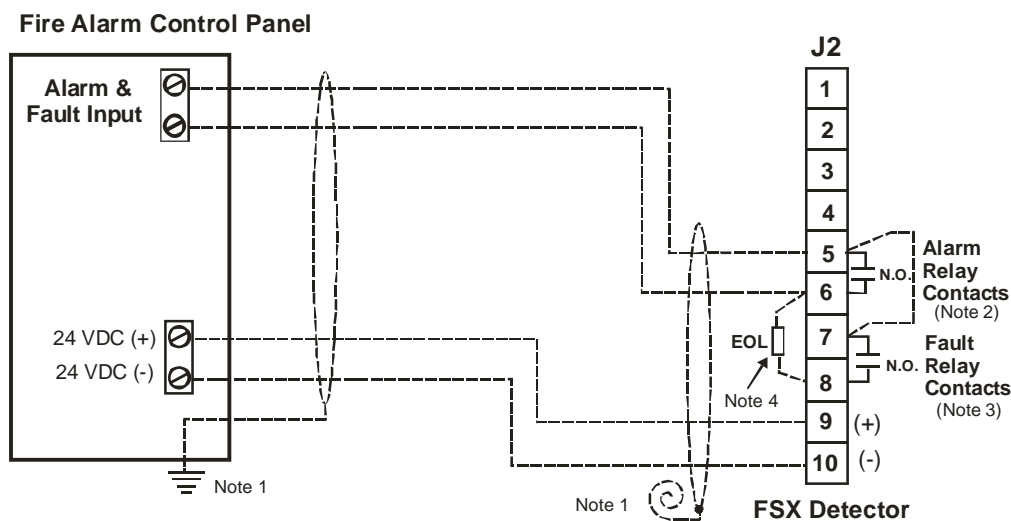 Fire Alarm Control Panel
Alarm &
Fault Input
24 VDC (+)
24 VDC (-)
Note 1
Note 1
J2
1
2
3
4
5
6
7
8
9
10
(+)
(-)
N.O.
Alarm
Relay
Contacts
(Note 2)
EOL
Note 4
N.O.
Fault
Relay
Contacts
(Note 3)
FSX Detector